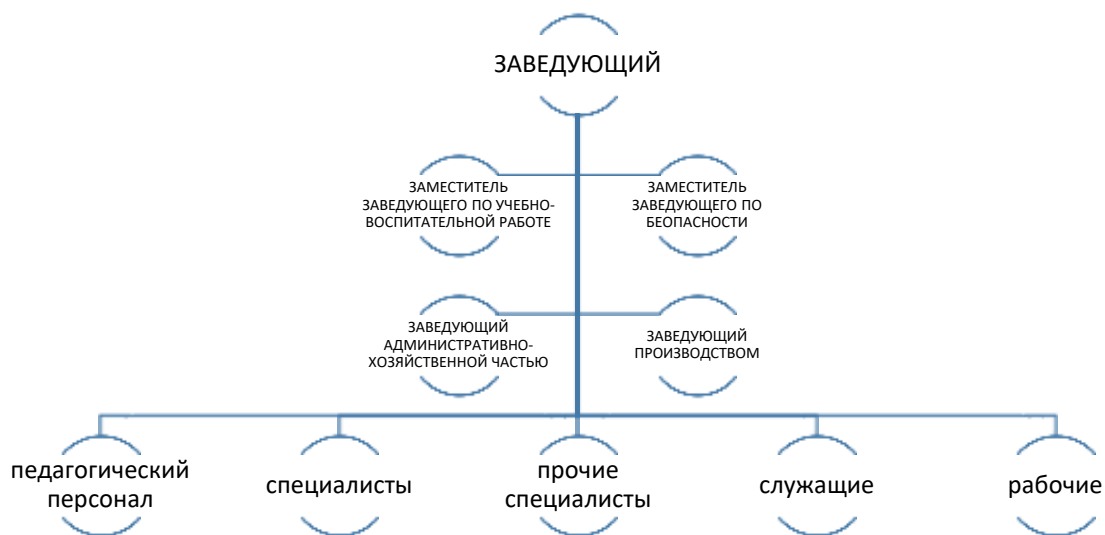 ЗАВЕДУЮЩИЙ
ЗАМЕСТИТЕЛЬ
ЗАВЕДУЮЩЕГО ПО УЧЕБНО-
ВОСПИТАТЕЛЬНОЙ РАБОТЕ
ЗАМЕСТИТЕЛЬ
ЗАВЕДУЮЩЕГО ПО
БЕОПАСНОСТИ
ЗАВЕДУЮЩИЙ
АДМИНИСТРАТИВНО-
ХОЗЯЙСТВЕННОЙ ЧАСТЬЮ
ЗАВЕДУЮЩИЙ
ПРОИЗВОДСТВОМ
педагогический
персонал
специалисты
прочие
специалисты
служащие
рабочие